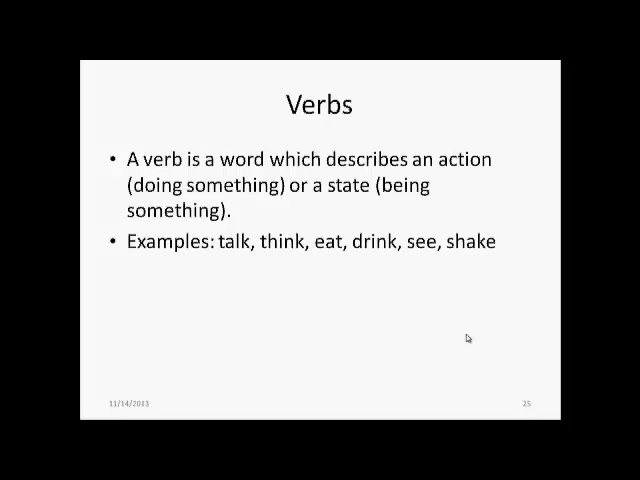 Verbs
• A verb is a word which describes an action
(doing something) or a state (being
something).
• Examples: talk, think, eat, drink, see, shake
11/14/2013 25